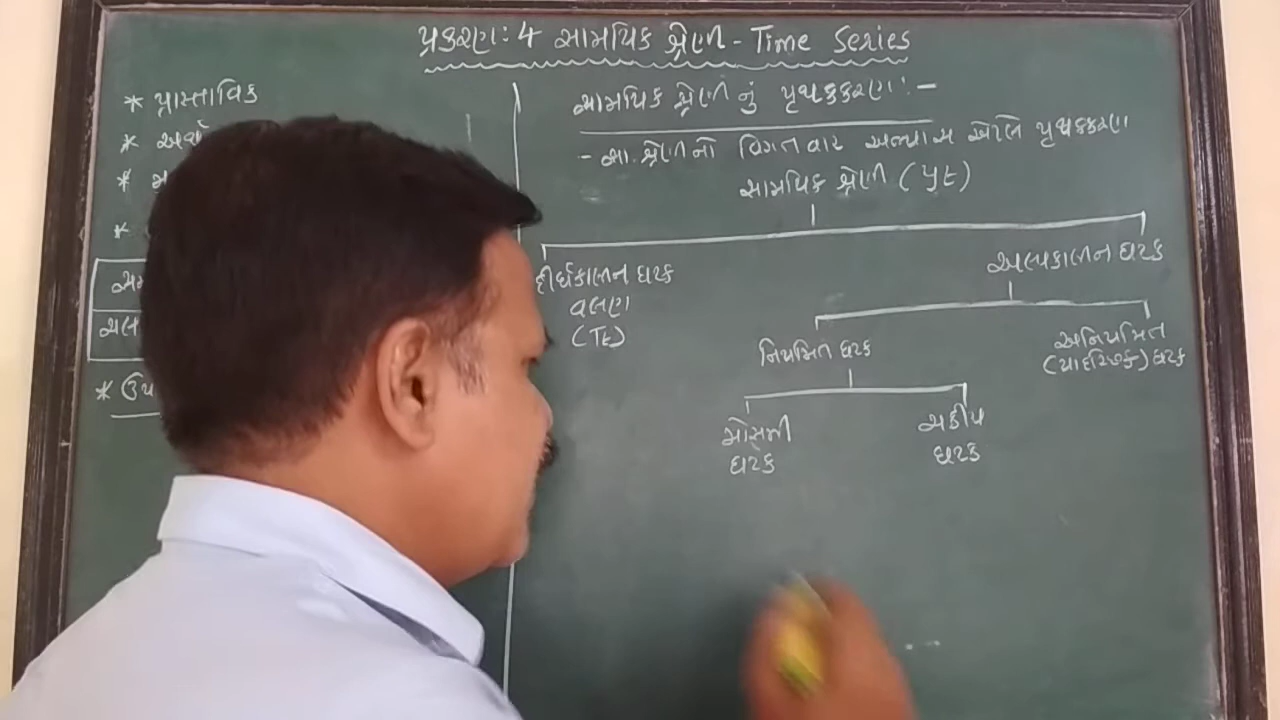 પ્રકરણ: 4 સામયિક શ્રેણી - Time Series
* પ્રાસ્તાવિક
*
*
*
* ઉપ
સામયિક શ્રેણીનું પૃથક્કરણ :-
- સા. શ્રેણીનો વિગતવાર અભ્યાસ એટલે પૃથક્કરણ
સામયિક શ્રેણી (yt)
દીર્ઘકાલીન ઘટક
વલણ
(Tt)
અલ્પકાલીન ઘટક
નિયમિત ઘટક
અનિયમિત
(યાદચ્છિક) ઘટક
મોસમી
ઘટક
ચક્રીય
ઘટક